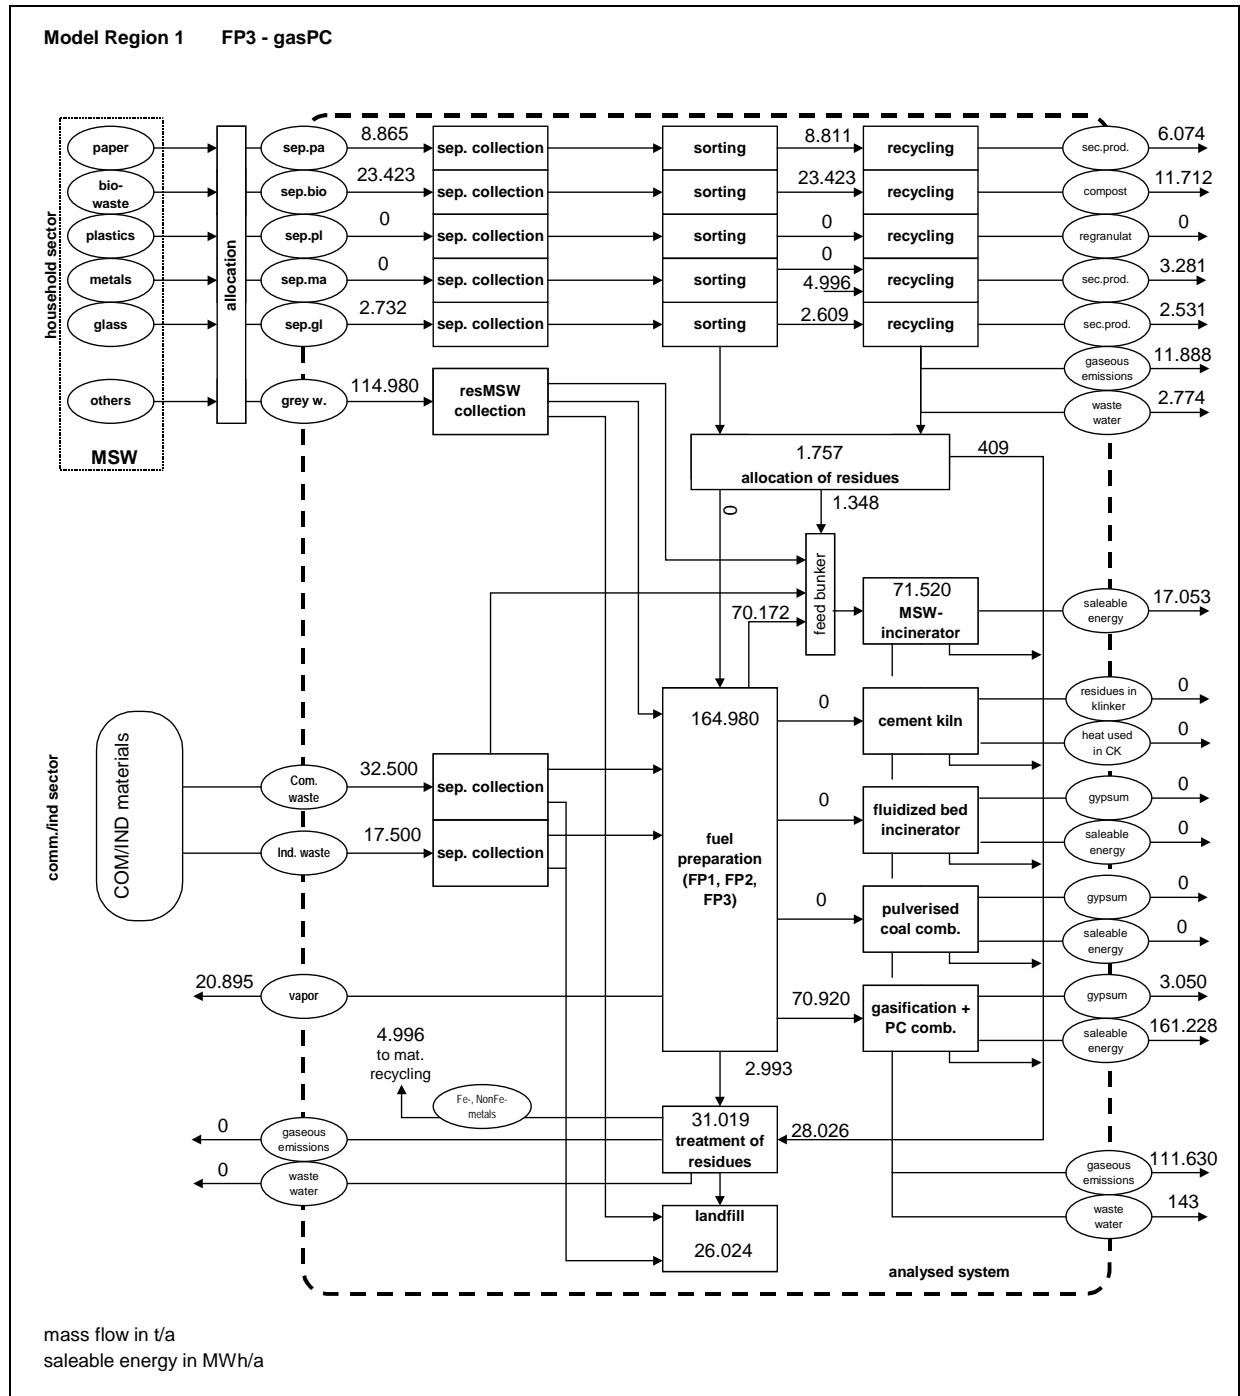 Model Region 1 FP3 - gasPC
household sector
paper
bio-
waste
plastics
metals
glass
others
MSW
allocation
sep.pa
8.865
sep. collection
sorting
8.811
recycling
sec.prod.
6.074
sep.bio
23.423
sep. collection
sorting
23.423
recycling
compost
11.712
sep.pl
0
sep. collection
sorting
0
recycling
regranulat
0
sep.ma
0
sep. collection
sorting
0
4.996
recycling
sec.prod.
3.281
sep.gl
2.732
sep. collection
sorting
2.609
recycling
sec.prod.
2.531
gaseous
emissions
11.888
waste
water
2.774
grey w.
114.980
resMSW
collection
1.757
allocation of residues
409
0
1.348
feed bunker
70.172
71.520
MSW-
incinerator
saleable
energy
17.053
comm./ind sector
COM/IND materials
Com.
waste
32.500
sep. collection
Ind. waste
17.500
sep. collection
164.980
fuel
preparation
(FP1, FP2,
FP3)
0
cement kiln
residues in
klinker
0
heat used
in CK
0
0
fluidized bed
incinerator
gypsum
0
saleable
energy
0
0
pulverised
coal comb.
gypsum
0
saleable
energy
0
70.920
gasification +
PC comb.
gypsum
3.050
saleable
energy
161.228
20.895
vapor
4.996
to mat.
recycling
Fe-, NonFe-
metals
2.993
31.019
treatment of
residues
28.026
0
gaseous
emissions
0
waste
water
landfill
26.024
gaseous
emissions
111.630
waste
water
143
analysed system
mass flow in t/a
saleable energy in MWh/a